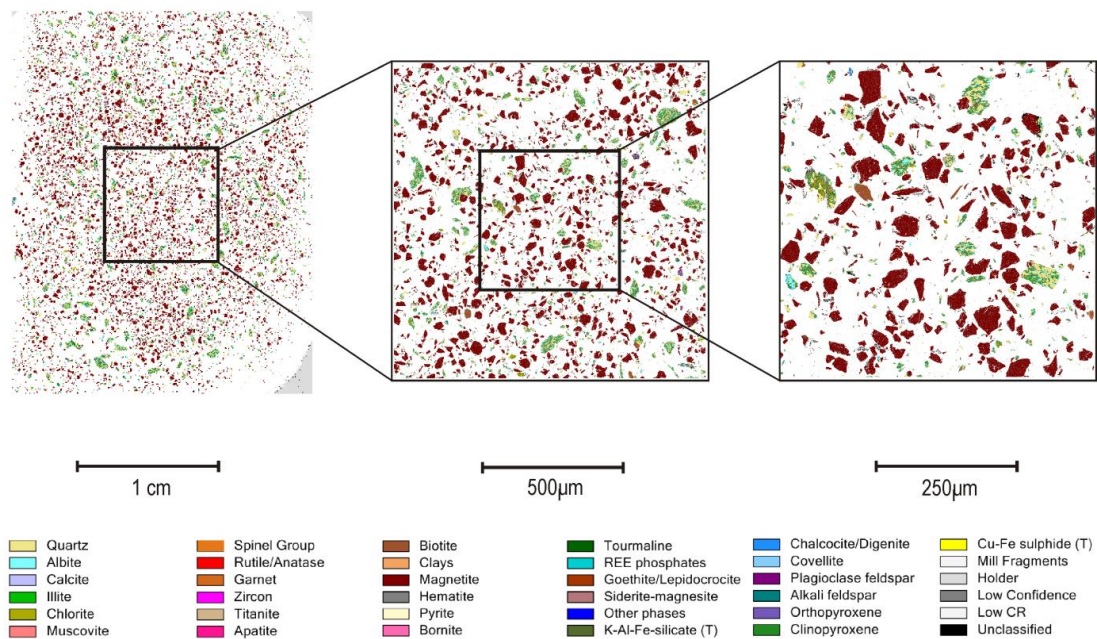 1 cm
500µm
250µm
Quartz
Albite
Calcite
Illite
Chlorite
Muscovite
Spinel Group
Rutile/Anatase
Garnet
Zircon
Titanite
Apatite
Biotite
Clays
Magnetite
Hematite
Pyrite
Bornite
Tourmaline
REE phosphates
Goethite/Lepidocrocite
Siderite-magnesite
Other phases
K-Al-Fe-silicate (T)
Chalcocite/Digenite
Covellite
Plagioclase feldspar
Alkali feldspar
Orthopyroxene
Clinopyroxene
Cu-Fe sulphide (T)
Mill Fragments
Holder
Low Confidence
Low CR
Unclassified